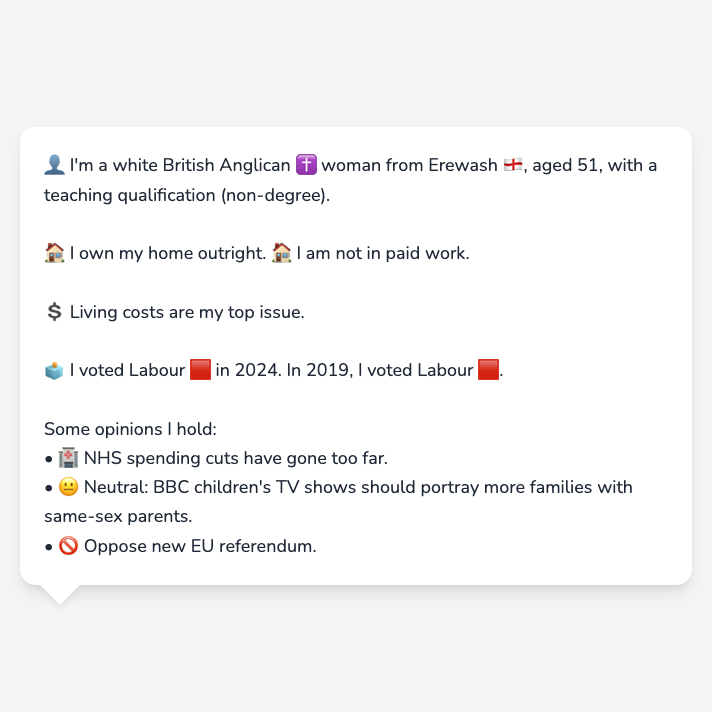 👤 I'm a white British Anglican ✝️ woman from Erewash 🏴󠁧󠁢󠁥󠁮󠁧󠁿, aged 51, with a
teaching qualification (non-degree).
🏠 I own my home outright. 🏠 I am not in paid work.
💲 Living costs are my top issue.
🗳️ I voted Labour 🟥 in 2024. In 2019, I voted Labour 🟥.
Some opinions I hold:
• 🏥 NHS spending cuts have gone too far.
• 😐 Neutral: BBC children's TV shows should portray more families with
same-sex parents.
• 🚫 Oppose new EU referendum.